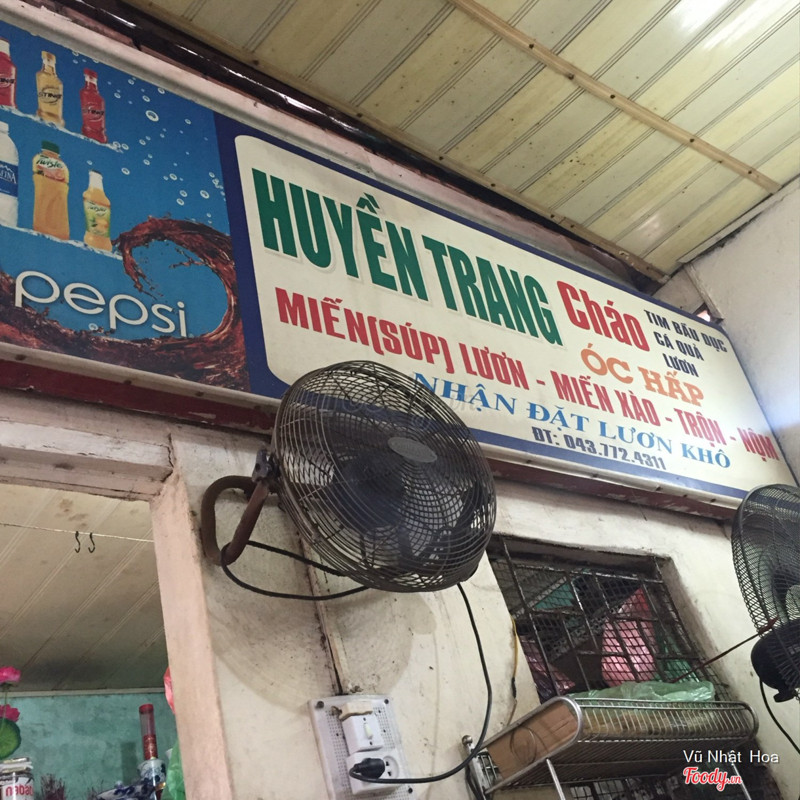 pepsi
HUYỀN TRANG
Cháo
TIM BẦU DỤC
CÁ QUẢ
LƯƠN
ÓC HẤP
MIẾN(SÚP) LƯƠN - MIẾN XÀO - TRỘN - NỘM
NHẬN ĐẶT LƯƠN KHÔ
ĐT: 043.772.4311
Vũ Nhật Hoa
Foody.vn